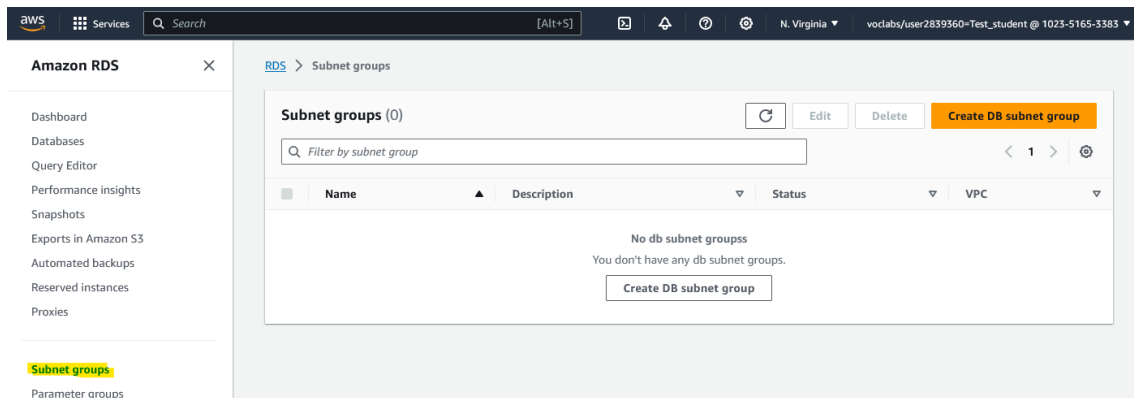 aws Services Search [Alt+S] N. Virginia ▼ voclabs/user2839360=Test_student @ 1023-5165-3383 ▼
Amazon RDS
RDS > Subnet groups
Dashboard
Databases
Query Editor
Performance insights
Snapshots
Exports in Amazon S3
Automated backups
Reserved instances
Proxies
Subnet groups
Parameter groups
Subnet groups (0)
Edit Delete Create DB subnet group
Filter by subnet group
< 1 >
Name Description Status VPC
No db subnet groupss
You don't have any db subnet groups.
Create DB subnet group